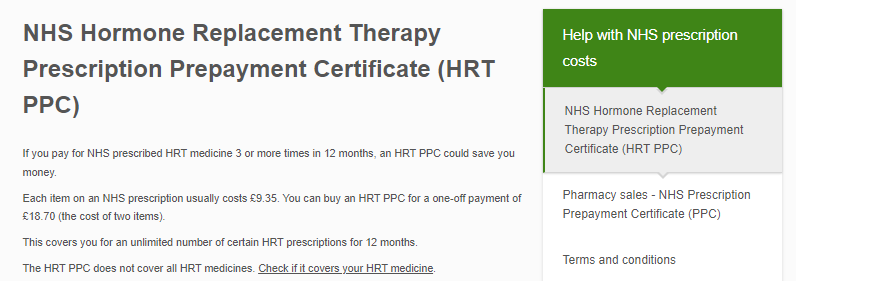 NHS Hormone Replacement Therapy
Prescription Prepayment Certificate (HRT
PPC)
If you pay for NHS prescribed HRT medicine 3 or more times in 12 months, an HRT PPC could save you
money.
Each item on an NHS prescription usually costs £9.35. You can buy an HRT PPC for a one-off payment of
£18.70 (the cost of two items).
This covers you for an unlimited number of certain HRT prescriptions for 12 months.
The HRT PPC does not cover all HRT medicines. Check if it covers your HRT medicine.
Help with NHS prescription
costs
NHS Hormone Replacement
Therapy Prescription Prepayment
Certificate (HRT PPC)
Pharmacy sales - NHS Prescription
Prepayment Certificate (PPC)
Terms and conditions